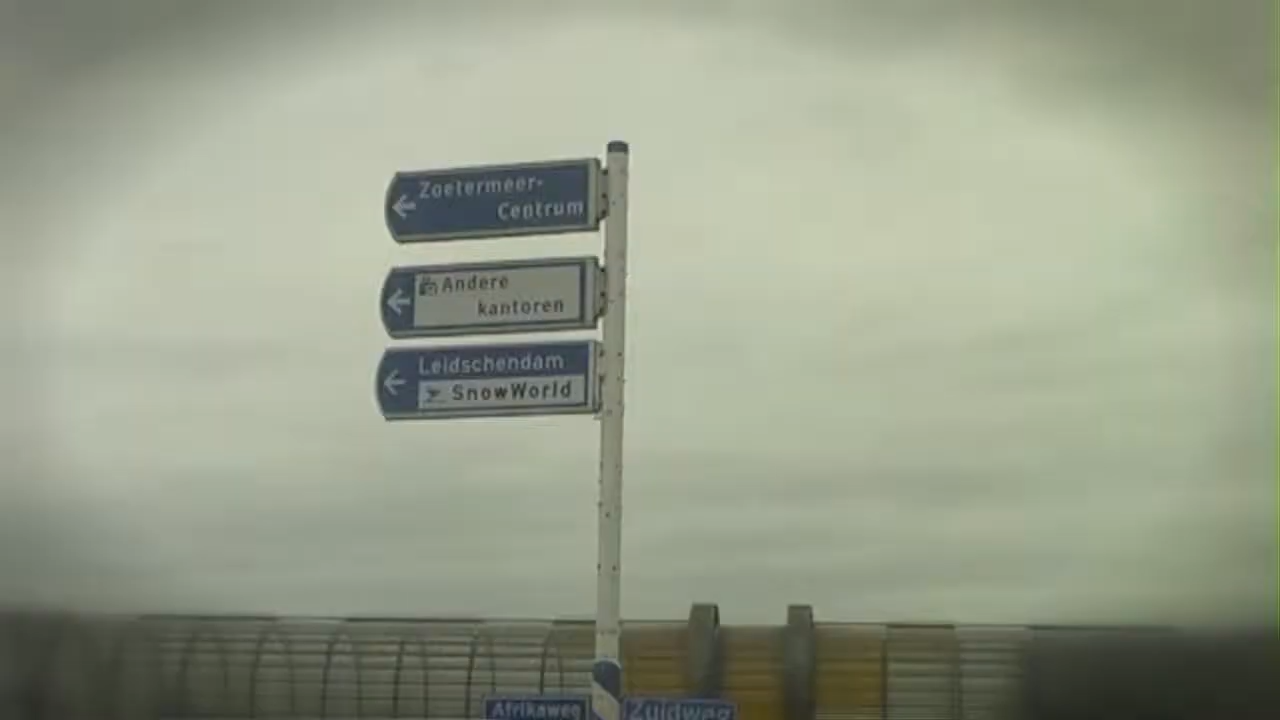 Zoetermeer-
Centrum
Andere
kantoren
Leidschendam
SnowWorld
Afrikaweg
Zuidweg